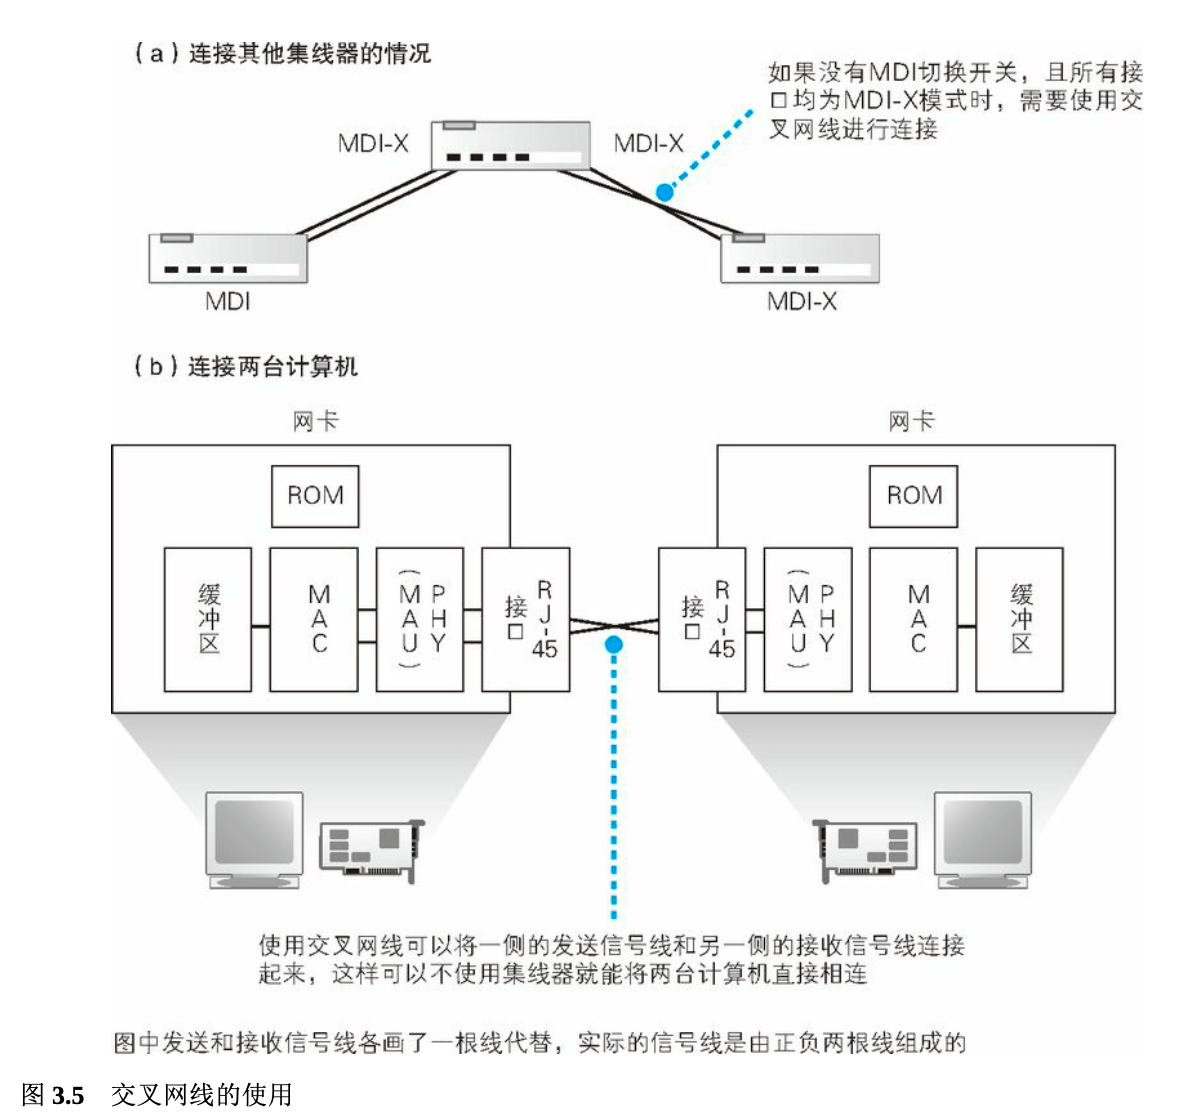 （a）连接其他集线器的情况
如果没有MDI切换开关，且所有接
口均为MDI-X模式时，需要使用交
叉网线进行连接
MDI-X
MDI-X
MDI
MDI-X
（b）连接两台计算机
网卡
网卡
ROM
ROM
缓冲区
MAC
PHY
（MAU）
RJ-45
接口
RJ-45
接口
PHY
（MAU）
MAC
缓冲区
使用交叉网线可以将一侧的发送信号线和另一侧的接收信号线连接
起来，这样可以不使用集线器就能将两台计算机直接相连
图中发送和接收信号线各画了一根线代替，实际的信号线是由正负两根线组成的
图 3.5 交叉网线的使用